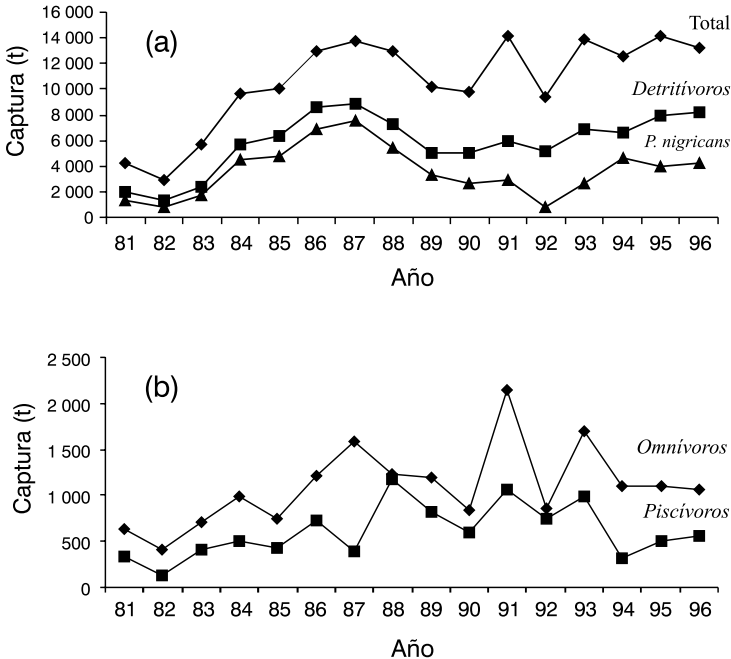 16 000
14 000
12 000
10 000
8 000
6 000
4 000
2 000
0
Captura (t)
(a)
Total
Detritívoros
P. nigricans
81 82 83 84 85 86 87 88 89 90 91 92 93 94 95 96
Año
2 500
2 000
1 500
1 000
500
0
Captura (t)
(b)
Omnívoros
Piscívoros
81 82 83 84 85 86 87 88 89 90 91 92 93 94 95 96
Año